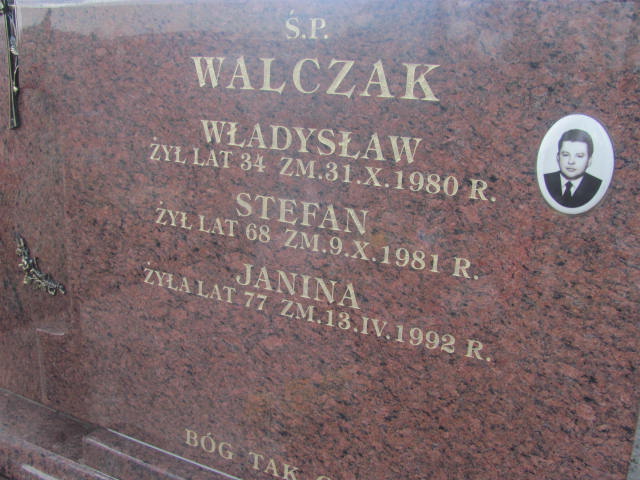 Ś.P.
WALCZAK
WŁADYSŁAW
ŻYŁ LAT 34 ZM.31.X.1980 R.
STEFAN
ŻYŁ LAT 68 ZM.9.X.1981 R.
JANINA
ŻYŁA LAT 77 ZM.13.IV.1992 R.
BÓG TAK